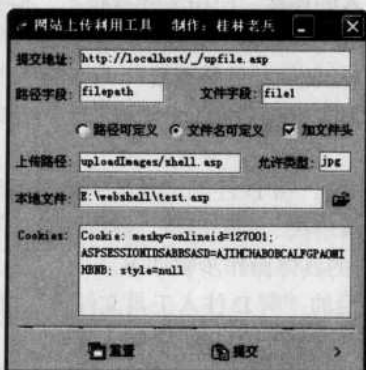 网站上传利用工具 制作：桂林老兵
提交地址: http://localhost/_/upfile.asp
路径字段: filepath 文件字段: file1
路径可定义 文件名可定义 加文件头
上传路径: uploadImages/shell.asp 允许类型: jpg
本地文件: E:\webshell\test.asp
Cookies: Cookie: mesky=onlineid=127001;
ASPSESSIONIDSABBSASD=AJIMCHABOBCALFGPAOMI
HBNB; style=null
重置 提交 >